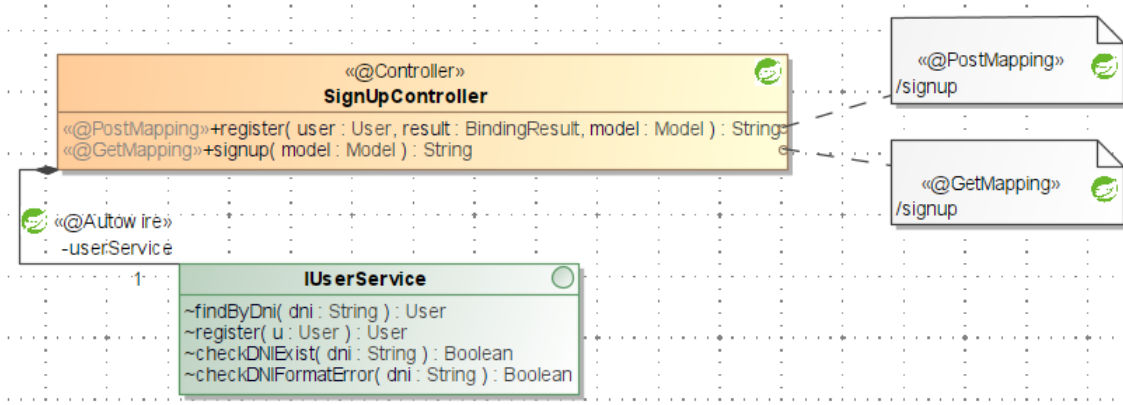 «@Controller»
SignUpController
«@PostMapping»+register( user : User, result : BindingResult, model : Model ) : String
«@GetMapping»+signup( model : Model ) : String
«@PostMapping»
/signup
«@GetMapping»
/signup
«@Autowire»
-userService
1
IUserService
~findByDni( dni : String ) : User
~register( u : User ) : User
~checkDNIExist( dni : String ) : Boolean
~checkDNIFormatError( dni : String ) : Boolean